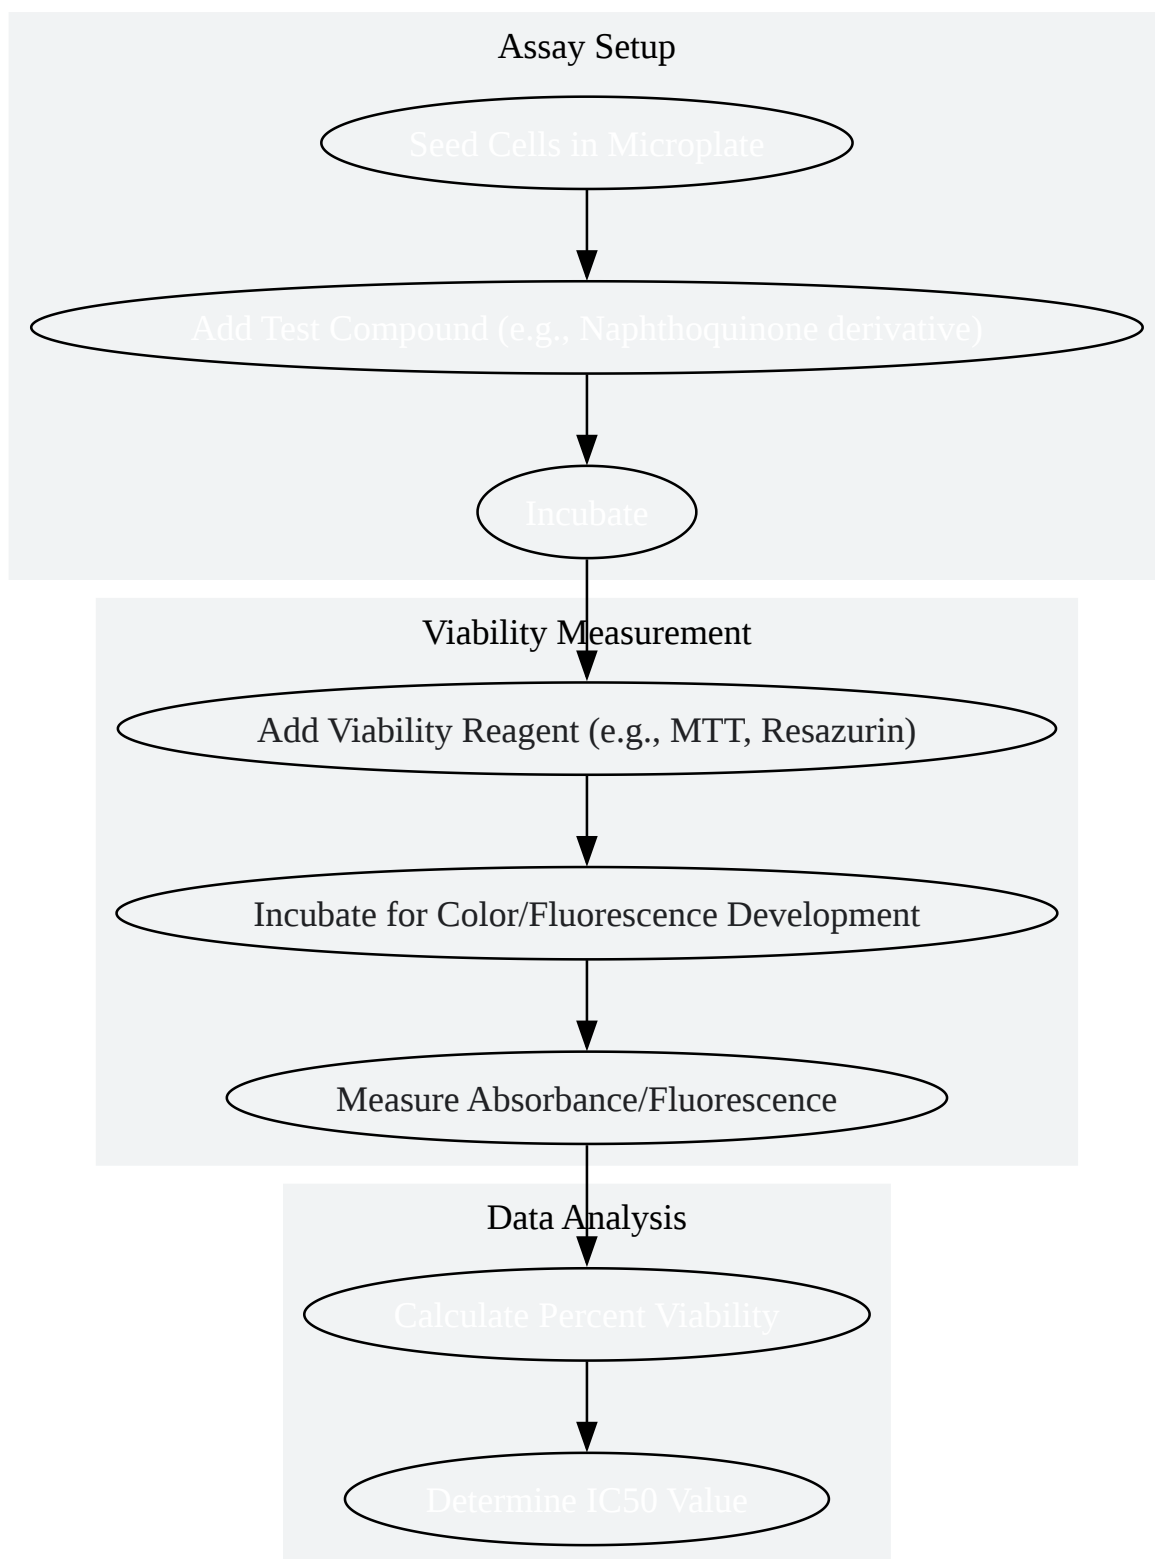 Assay Setup
Seed Cells in Microplate
Add Test Compound (e.g., Naphthoquinone derivative)
Incubate
Viability Measurement
Add Viability Reagent (e.g., MTT, Resazurin)
Incubate for Color/Fluorescence Development
Measure Absorbance/Fluorescence
Data Analysis
Calculate Percent Viability
Determine IC50 Value